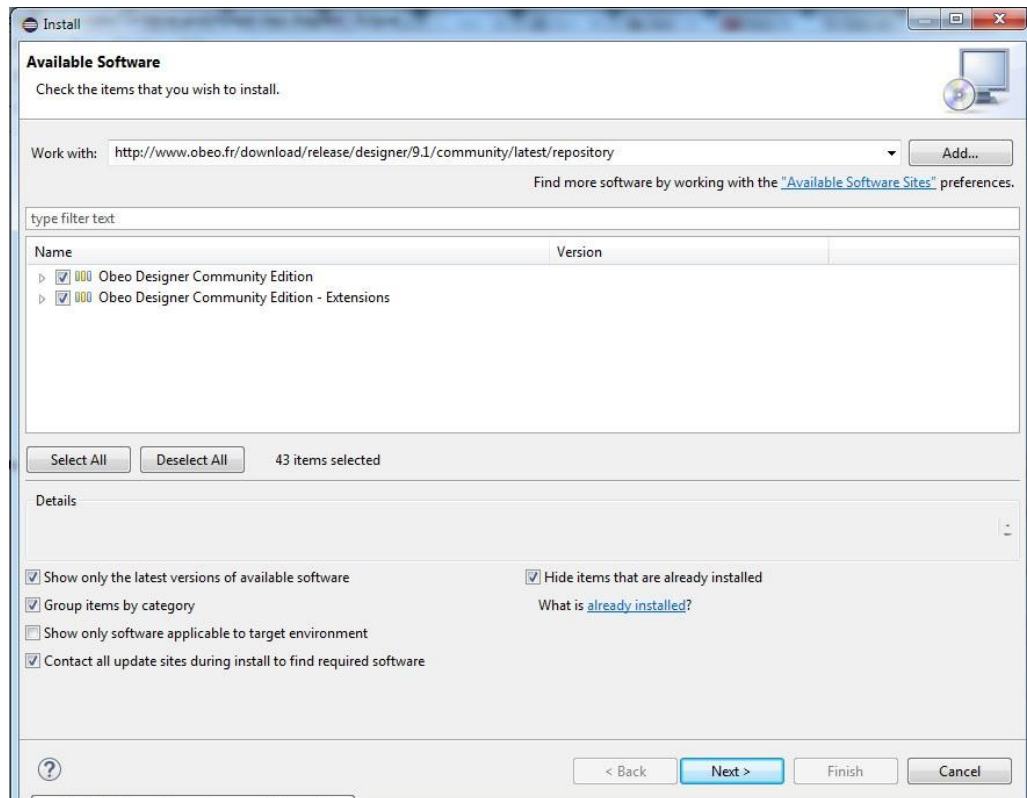 Install
Available Software
Check the items that you wish to install.
Work with: http://www.obeo.fr/download/release/designer/9.1/community/latest/repository Add...
Find more software by working with the "Available Software Sites" preferences.
type filter text
Name Version
Obeo Designer Community Edition
Obeo Designer Community Edition - Extensions
Select All Deselect All 43 items selected
Details
Show only the latest versions of available software Hide items that are already installed
Group items by category What is already installed?
Show only software applicable to target environment
Contact all update sites during install to find required software
? < Back Next > Finish Cancel